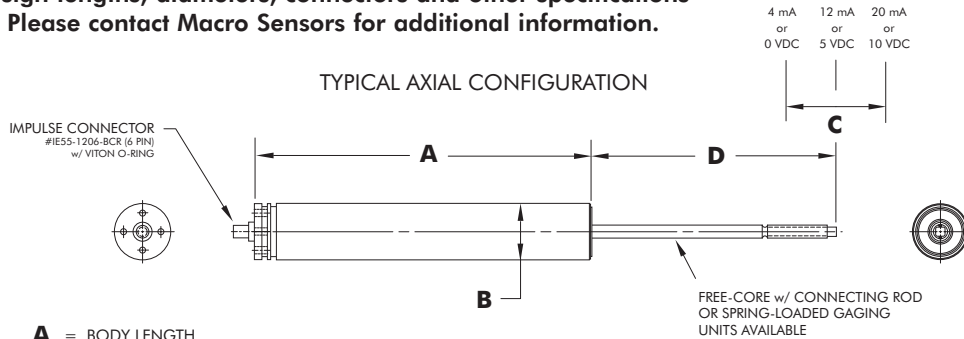 Please contact Macro Sensors for additional information.
4 mA 12 mA 20 mA
or or or
0 VDC 5 VDC 10 VDC
TYPICAL AXIAL CONFIGURATION
C
IMPULSE CONNECTOR
#IE55-1206-BCR (6 PIN)
w/ VITON O-RING
A
D
B
FREE-CORE w/ CONNECTING ROD
OR SPRING-LOADED GAGING
UNITS AVAILABLE
A = BODY LENGTH